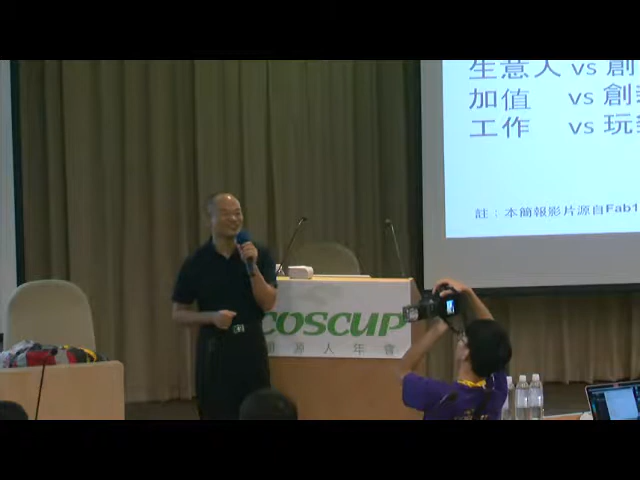 生意人 vs 創
加值 vs 創
工作 vs 玩
註：本簡報影片源自Fab1
COSCUP
源人年會